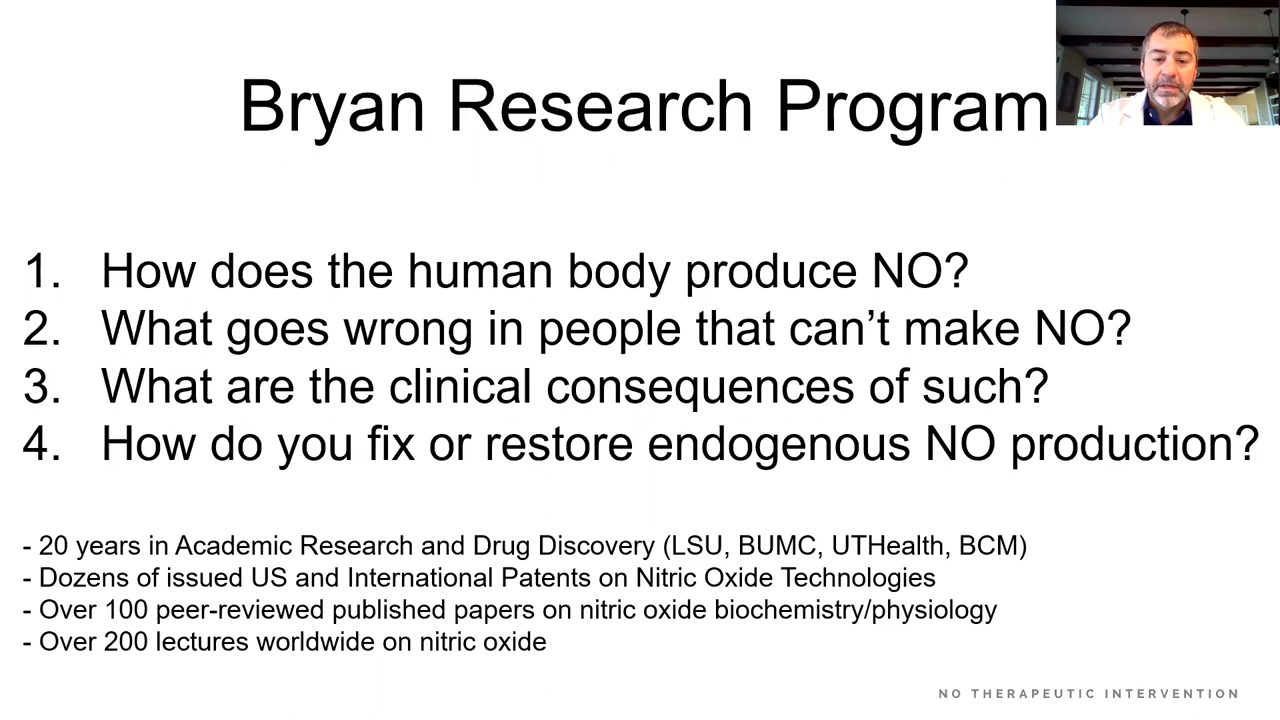 Bryan Research Program
1. How does the human body produce NO?
2. What goes wrong in people that can’t make NO?
3. What are the clinical consequences of such?
4. How do you fix or restore endogenous NO production?
- 20 years in Academic Research and Drug Discovery (LSU, BUMC, UTHealth, BCM)
- Dozens of issued US and International Patents on Nitric Oxide Technologies
- Over 100 peer-reviewed published papers on nitric oxide biochemistry/physiology
- Over 200 lectures worldwide on nitric oxide
NO THERAPEUTIC INTERVENTION